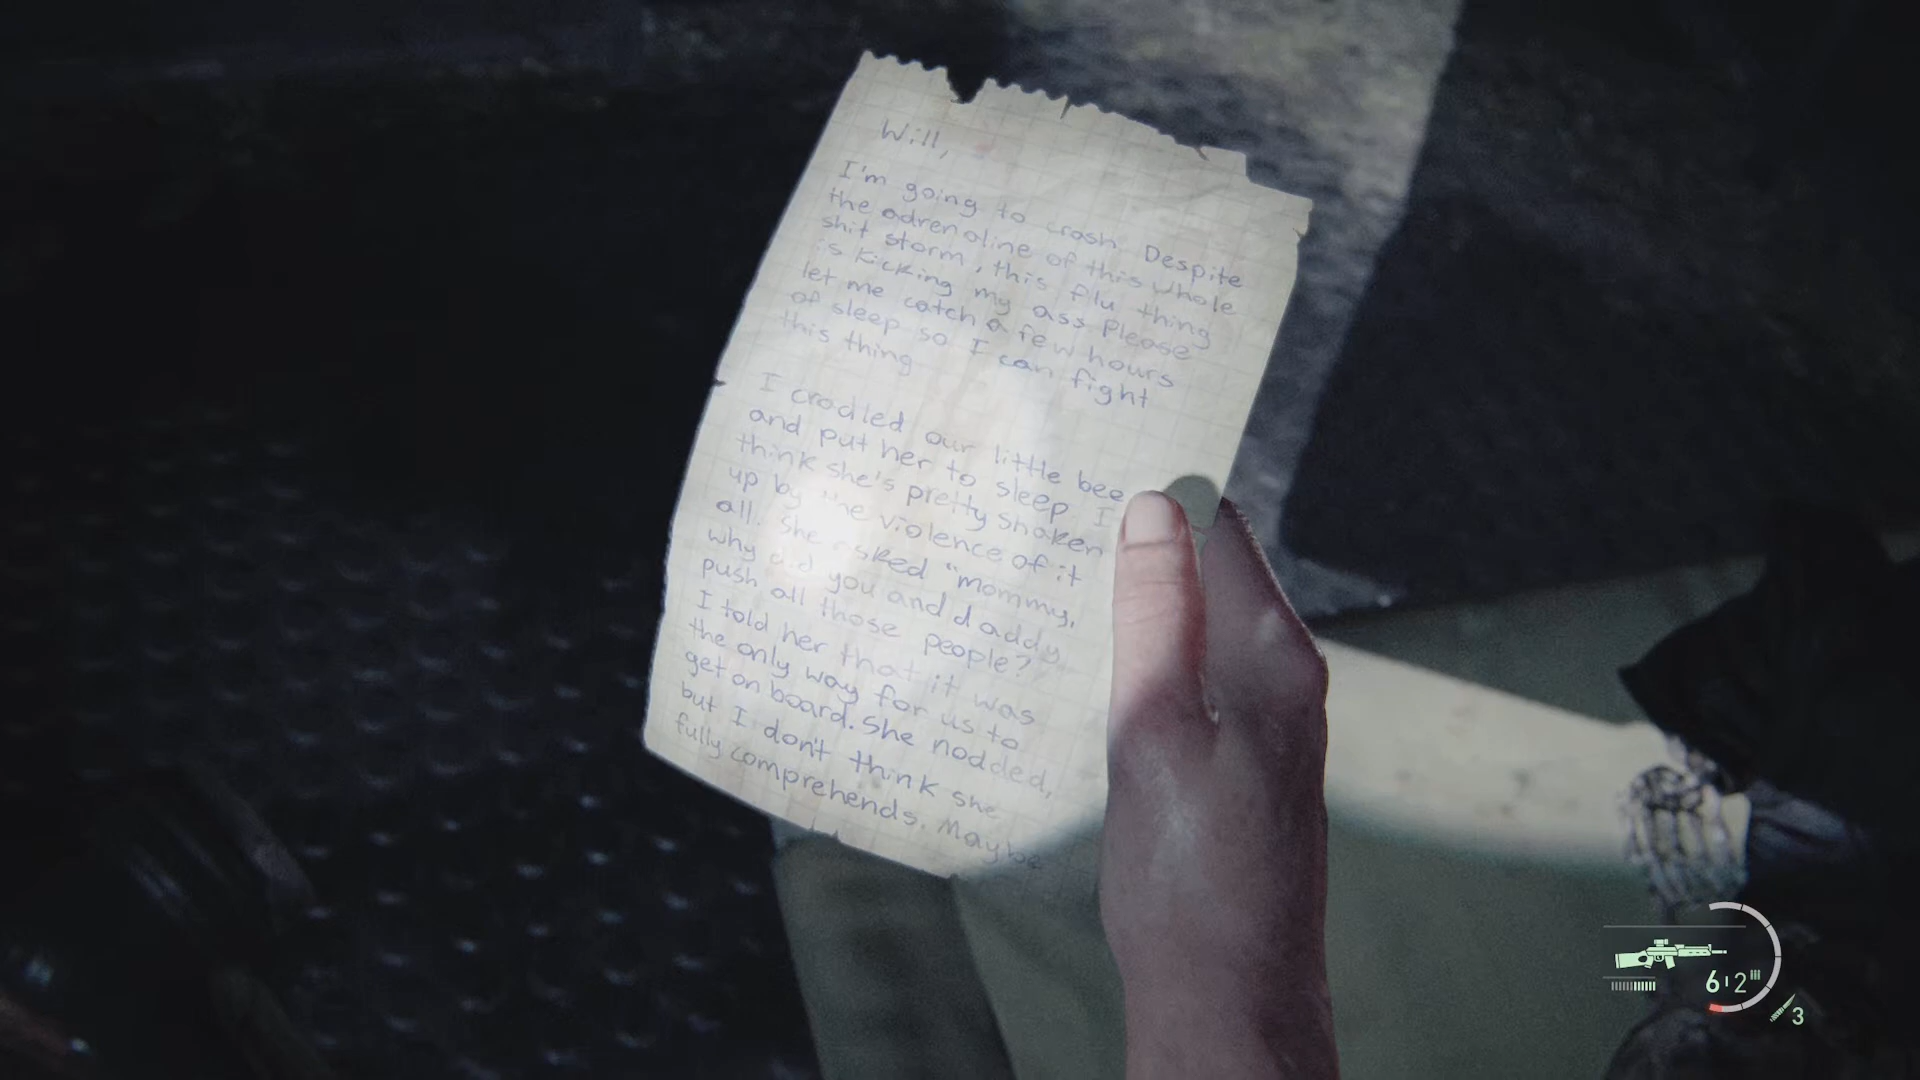 Will,
I'm going to crash. Despite
the adrenaline of this whole
shit storm, this flu thing
is kicking my ass Please
let me catch a few hours
of sleep so I can fight
this thing
I cradled our little bee
and put her to sleep I
think she's pretty shaken
up by the violence of it
all. She asked "mommy,
why did you and daddy
push all those people?
I told her that it was
the only way for us to
get on board. She nodded,
but I don't think she
fully comprehends. Maybe
6 2
3